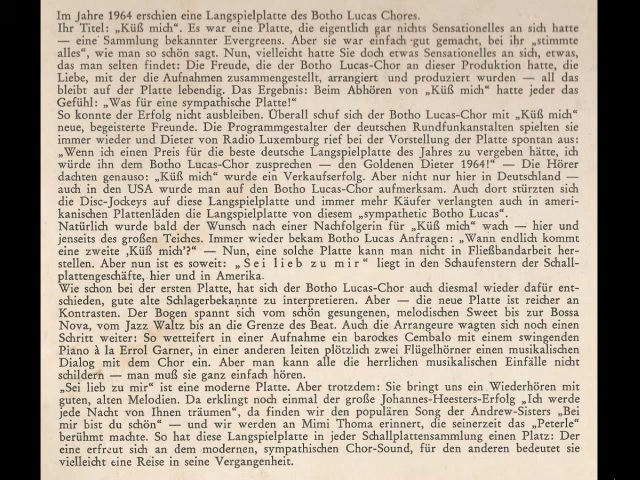 Im Jahre 1964 erschien eine Langspielplatte des Botho Lucas Chores.
Ihr Titel: „Küß mich“. Es war eine Platte, die eigentlich gar nichts Sensationelles an sich hatte
— eine Sammlung bekannter Evergreens. Aber sie war einfach gut gemacht, bei ihr „stimmte
alles“, wie man so schön sagt. Nun, vielleicht hatte Sie doch etwas Sensationelles an sich, etwas,
das man selten findet: Die Freude, die der Botho Lucas-Chor an dieser Produktion hatte, die
Liebe, mit der die Aufnahmen zusammengestellt, arrangiert und produziert wurden — all das
bleibt auf der Platte lebendig. Das Ergebnis: Beim Abhören von „Küß mich“ hatte jeder das
Gefühl: „Was für eine sympathische Platte!“
So konnte der Erfolg nicht ausbleiben. Überall schuf sich der Botho Lucas-Chor mit „Küß mich“
neue, begeisterte Freunde. Die Programmgestalter der deutschen Rundfunkanstalten spielten sie
immer wieder und Dieter von Radio Luxemburg rief bei der Vorstellung der Platte spontan aus:
„Wenn ich einen Preis für die beste deutsche Langspielplatte des Jahres zu vergeben hätte, ich
würde ihn dem Botho Lucas-Chor zusprechen — den Goldenen Dieter 1964!“ — Die Hörer
dachten genauso: „Küß mich“ wurde ein Verkaufserfolg. Aber nicht nur hier in Deutschland —
auch in den USA wurde man auf den Botho Lucas-Chor aufmerksam. Auch dort stürzten sich
die Disc-Jockeys auf diese Langspielplatte und immer mehr Käufer verlangten auch in ameri-
kanischen Plattenläden die Langspielplatte von diesem „sympathetic Botho Lucas“.
Natürlich wurde bald der Wunsch nach einer Nachfolgerin für „Küß mich“ wach — hier und
jenseits des großen Teiches. Immer wieder bekam Botho Lucas Anfragen: „Wann endlich kommt
eine zweite ‚Küß mich’?“ — Nun, eine solche Platte kann man nicht in Fließbandarbeit her-
stellen. Aber nun ist es soweit: „Sei lieb zu mir“ liegt in den Schaufenstern der Schall-
plattengeschäfte, hier und in Amerika.
Wie schon bei der ersten Platte, hat sich der Botho Lucas-Chor auch diesmal wieder dafür ent-
schieden, gute alte Schlagerbekannte zu interpretieren. Aber — die neue Platte ist reicher an
Kontrasten. Der Bogen spannt sich vom schön gesungenen, melodischen Sweet bis zur Bossa
Nova, vom Jazz Waltz bis an die Grenze des Beat. Auch die Arrangeure wagten sich noch einen
Schritt weiter: So wetteifert in einer Aufnahme ein barockes Cembalo mit einem swingenden
Piano à la Errol Garner, in einer anderen leiten plötzlich zwei Flügelhörner einen musikalischen
Dialog mit dem Chor ein. Aber man kann alle die herrlichen musikalischen Einfälle nicht
schildern — man muß sie ganz einfach hören.
„Sei lieb zu mir“ ist eine moderne Platte. Aber trotzdem: Sie bringt uns ein Wiederhören mit
guten, alten Melodien. Da erklingt noch einmal der große Johannes-Heesters-Erfolg „Ich werde
jede Nacht von Ihnen träumen“, da finden wir den populären Song der Andrew-Sisters „Bei
mir bist du schön“ — und wir werden an Mimi Thoma erinnert, die seinerzeit das „Peterle“
berühmt machte. So hat diese Langspielplatte in jeder Schallplattensammlung einen Platz: Der
eine erfreut sich an dem modernen, sympathischen Chor-Sound, für den anderen bedeutet sie
vielleicht eine Reise in seine Vergangenheit.